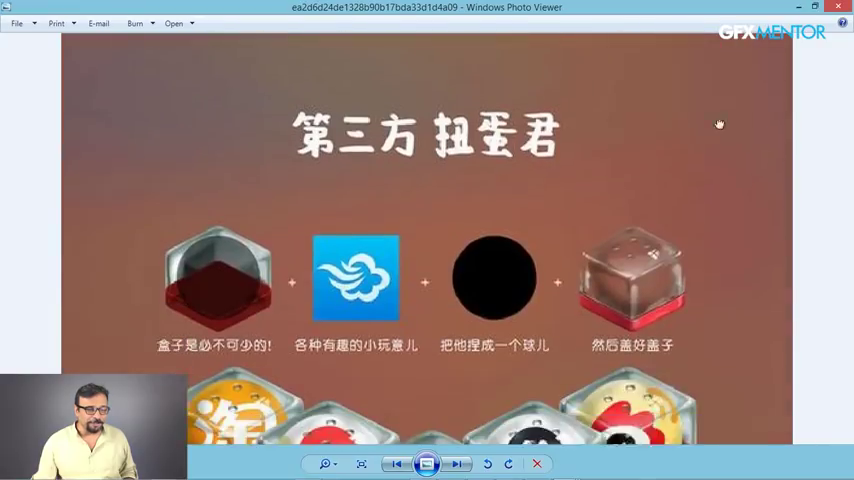 ea2d6d24de1328b90b17bda33d1d4a09 - Windows Photo Viewer
File Print E-mail Burn Open
GFXMENTOR
第三方 扭蛋君
+ + +
盒子是必不可少的! 各种有趣的小玩意儿 把他捏成一个球儿 然后盖好盖子
淘